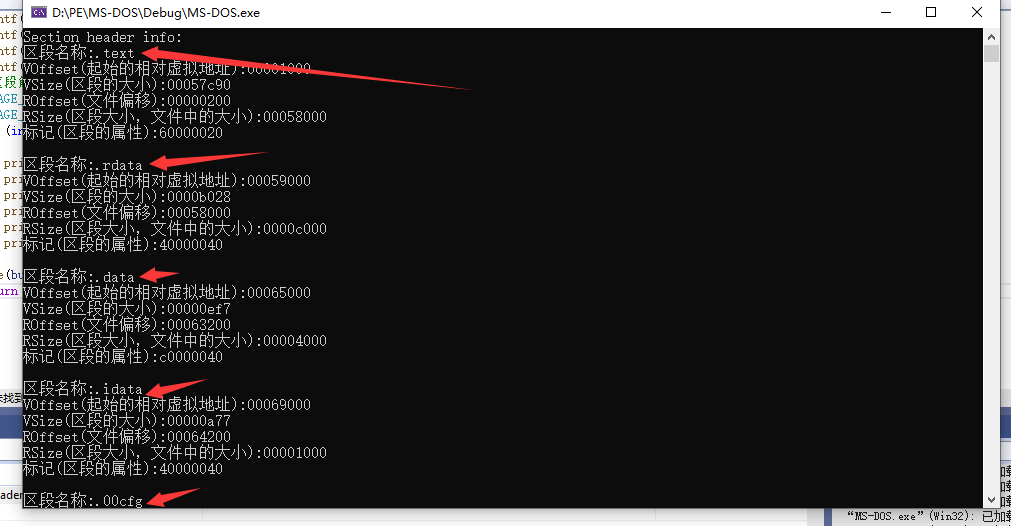 D:\PE\MS-DOS\Debug\MS-DOS.exe
Section header info:
区段名称:.text
VOffset(起始的相对虚拟地址):00001000
VSize(区段的大小):00057c90
ROffset(文件偏移):00000200
RSize(区段大小，文件中的大小):00058000
标记(区段的属性):60000020
区段名称:.rdata
VOffset(起始的相对虚拟地址):00059000
VSize(区段的大小):0000b028
ROffset(文件偏移):00058000
RSize(区段大小，文件中的大小):0000c000
标记(区段的属性):40000040
区段名称:.data
VOffset(起始的相对虚拟地址):00065000
VSize(区段的大小):00000ef7
ROffset(文件偏移):00063200
RSize(区段大小，文件中的大小):00004000
标记(区段的属性):c0000040
区段名称:.idata
VOffset(起始的相对虚拟地址):00069000
VSize(区段的大小):00000a77
ROffset(文件偏移):00064200
RSize(区段大小，文件中的大小):00001000
标记(区段的属性):40000040
区段名称:.00cfg
"MS-DOS.exe"(Win32): 已加载